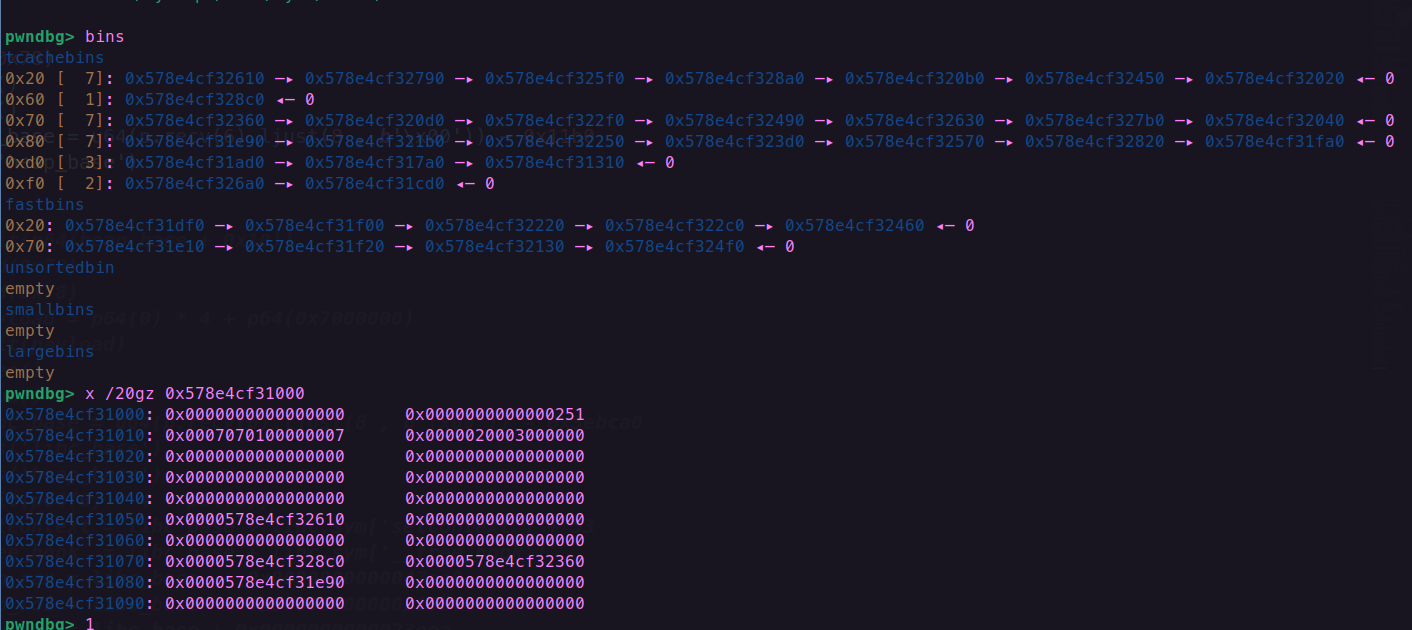 pwndbg> bins
tcachebins
0x20 [  7]: 0x578e4cf32610 —▸ 0x578e4cf32790 —▸ 0x578e4cf325f0 —▸ 0x578e4cf328a0 —▸ 0x578e4cf320b0 —▸ 0x578e4cf32450 —▸ 0x578e4cf32020 ◂— 0
0x60 [  1]: 0x578e4cf328c0 ◂— 0
0x70 [  7]: 0x578e4cf32360 —▸ 0x578e4cf320d0 —▸ 0x578e4cf322f0 —▸ 0x578e4cf32490 —▸ 0x578e4cf32630 —▸ 0x578e4cf327b0 —▸ 0x578e4cf32040 ◂— 0
0x80 [  7]: 0x578e4cf31e90 —▸ 0x578e4cf321b0 —▸ 0x578e4cf32250 —▸ 0x578e4cf323d0 —▸ 0x578e4cf32570 —▸ 0x578e4cf32820 —▸ 0x578e4cf31fa0 ◂— 0
0xd0 [  3]: 0x578e4cf31ad0 —▸ 0x578e4cf317a0 —▸ 0x578e4cf31310 ◂— 0
0xf0 [  2]: 0x578e4cf326a0 —▸ 0x578e4cf31cd0 ◂— 0
fastbins
0x20: 0x578e4cf31df0 —▸ 0x578e4cf31f00 —▸ 0x578e4cf32220 —▸ 0x578e4cf322c0 —▸ 0x578e4cf32460 ◂— 0
0x70: 0x578e4cf31e10 —▸ 0x578e4cf31f20 —▸ 0x578e4cf32130 —▸ 0x578e4cf324f0 ◂— 0
unsortedbin
empty
smallbins
empty
largebins
empty
pwndbg> x /20gz 0x578e4cf31000
0x578e4cf31000: 0x0000000000000000 0x0000000000000251
0x578e4cf31010: 0x0007070100000007 0x0000020003000000
0x578e4cf31020: 0x0000000000000000 0x0000000000000000
0x578e4cf31030: 0x0000000000000000 0x0000000000000000
0x578e4cf31040: 0x0000000000000000 0x0000000000000000
0x578e4cf31050: 0x0000578e4cf32610 0x0000000000000000
0x578e4cf31060: 0x0000000000000000 0x0000000000000000
0x578e4cf31070: 0x0000578e4cf328c0 0x0000578e4cf32360
0x578e4cf31080: 0x0000578e4cf31e90 0x0000000000000000
0x578e4cf31090: 0x0000000000000000 0x0000000000000000
pwndbg> 1